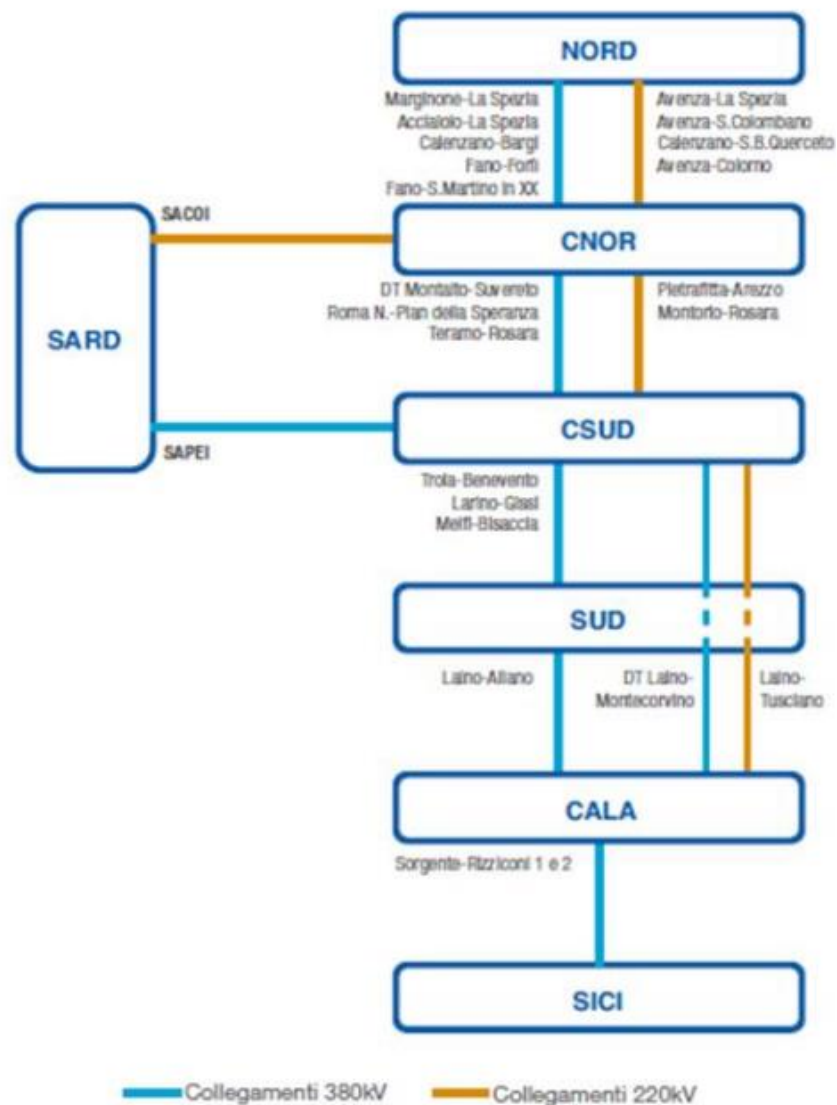 NORD
Marginone-La Spezia
Acciaiolo-La Spezia
Calenzano-Bargi
Fano-Forlì
Fano-S.Martino in XX
Avenza-La Spezia
Avenza-S.Colombano
Calenzano-S.B.Querceto
Avenza-Colorno
SACOI
CNOR
SARD
DT Montalto-Suvereto
Roma N.-Pian della Speranza
Teramo-Rosara
Pietrafitta-Arezzo
Montorio-Rosara
CSUD
SAPEI
Troia-Benevento
Larino-Gissi
Melfi-Bisaccia
SUD
Laino-Aliano
DT Laino-
Montecorvino
Laino-
Tusciano
CALA
Sorgente-Rizziconi 1 e 2
SICI
Collegamenti 380kV
Collegamenti 220kV